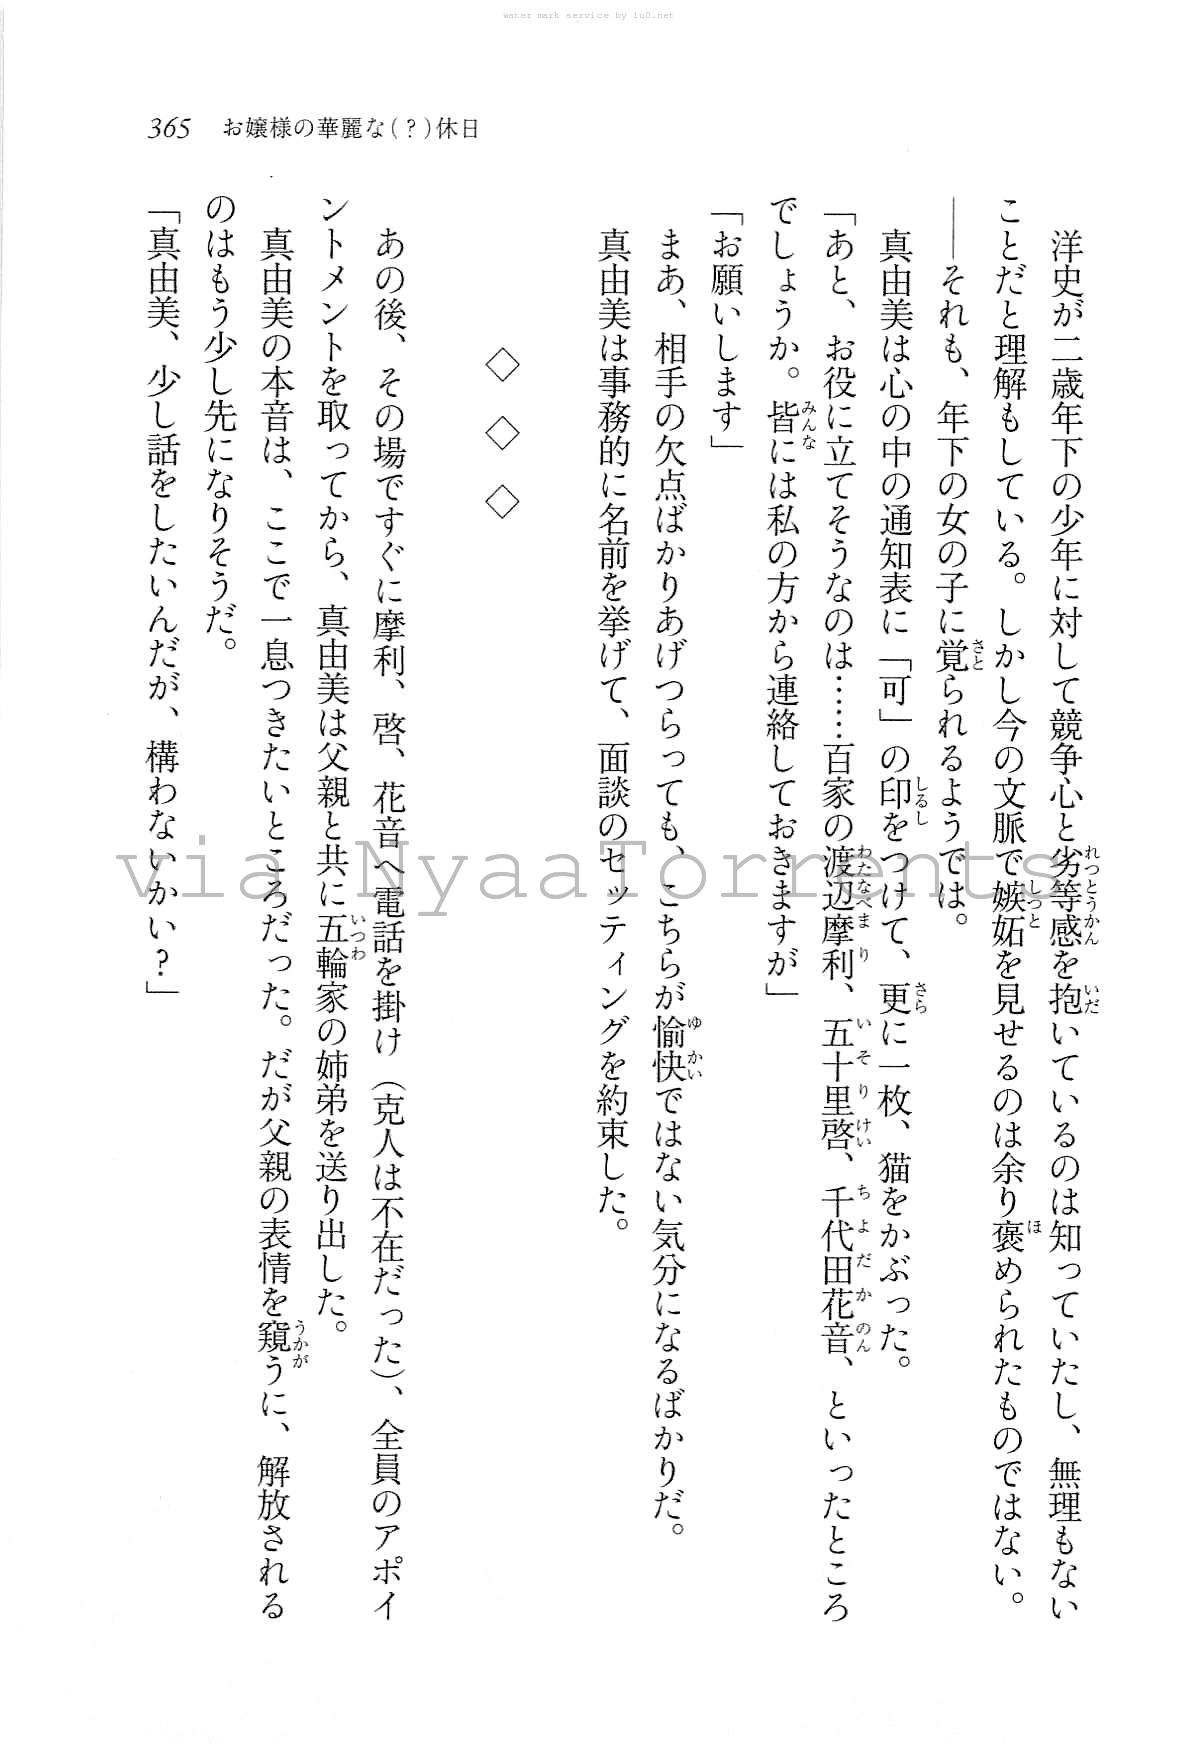 water mark service by lu0.net
365 お嬢様の華麗な(?)休日
洋史が二歳年下の少年に対して競争心と劣等感を抱いているのは知っていたし、無理もない
ことだと理解もしている。しかし今の文脈で嫉妬を見せるのは余り褒められたものではない。
――それも、年下の女の子に覚られるようでは。
真由美は心の中の通知表に「可」の印をつけて、更に一枚、猫をかぶった。
「あと、お役に立てそうなのは……百家の渡辺摩利、五十里啓、千代田花音、といったところ
でしょうか。皆には私の方から連絡しておきますが」
「お願いします」
まあ、相手の欠点ばかりあげつらっても、こちらが愉快ではない気分になるばかりだ。
真由美は事務的に名前を挙げて、面談のセッティングを約束した。
◇ ◇ ◇
あの後、その場ですぐに摩利、啓、花音へ電話を掛け（克人は不在だった）、全員のアポイ
ントメントを取ってから、真由美は父親と共に五輪家の姉弟を送り出した。
真由美の本音は、ここで一息つきたいところだった。だが父親の表情を窺うに、解放される
のはもう少し先になりそうだ。
「真由美、少し話をしたいんだが、構わないかい？」
via NyaaTorrents